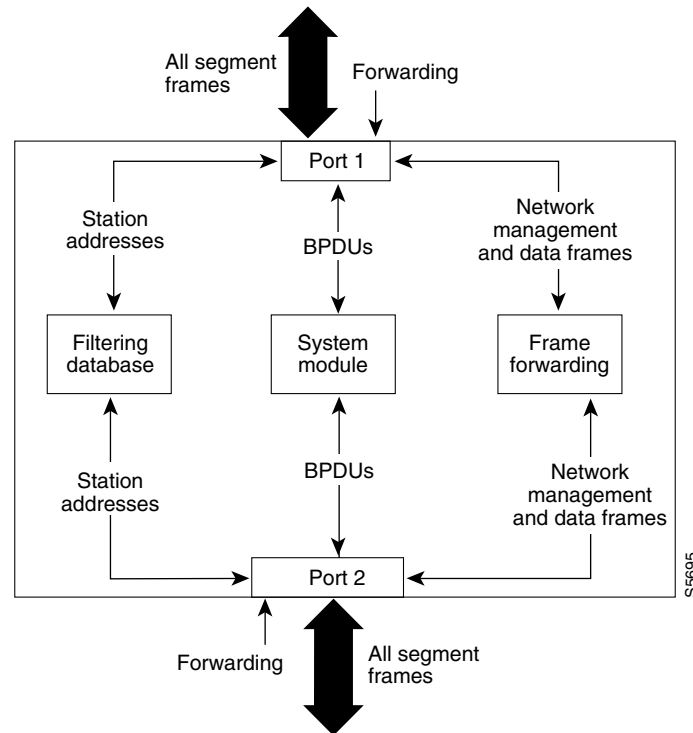 All segment
frames
Forwarding
Port 1
Station
addresses
BPDUs
Network
management
and data frames
Filtering
database
System
module
Frame
forwarding
Station
addresses
BPDUs
Network
management
and data frames
Port 2
S5695
Forwarding
All segment
frames